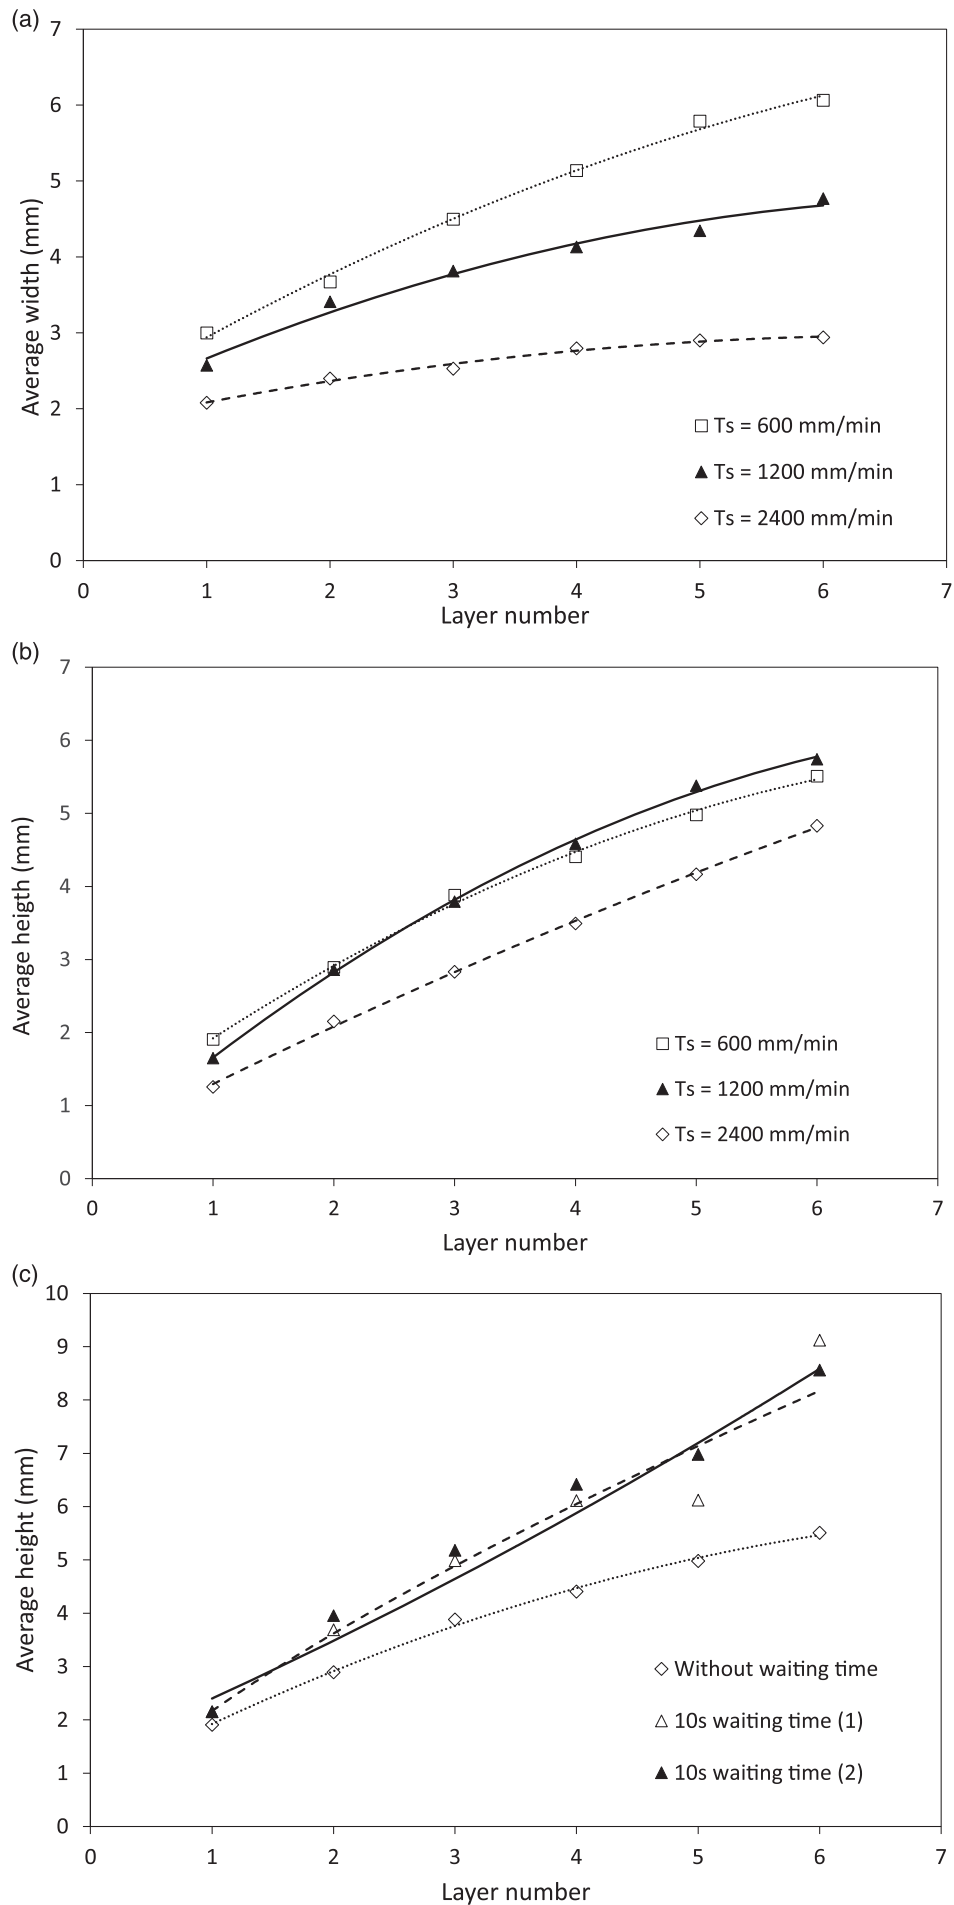 (a)
7
6
5
4
3
2
1
0
Average width (mm)
Ts = 600 mm/min
Ts = 1200 mm/min
Ts = 2400 mm/min
0 1 2 3 4 5 6 7
Layer number
(b)
7
6
5
4
3
2
1
0
Average heigth (mm)
Ts = 600 mm/min
Ts = 1200 mm/min
Ts = 2400 mm/min
0 1 2 3 4 5 6 7
Layer number
(c)
10
9
8
7
6
5
4
3
2
1
0
Average height (mm)
Without waiting time
10s waiting time (1)
10s waiting time (2)
0 1 2 3 4 5 6 7
Layer number